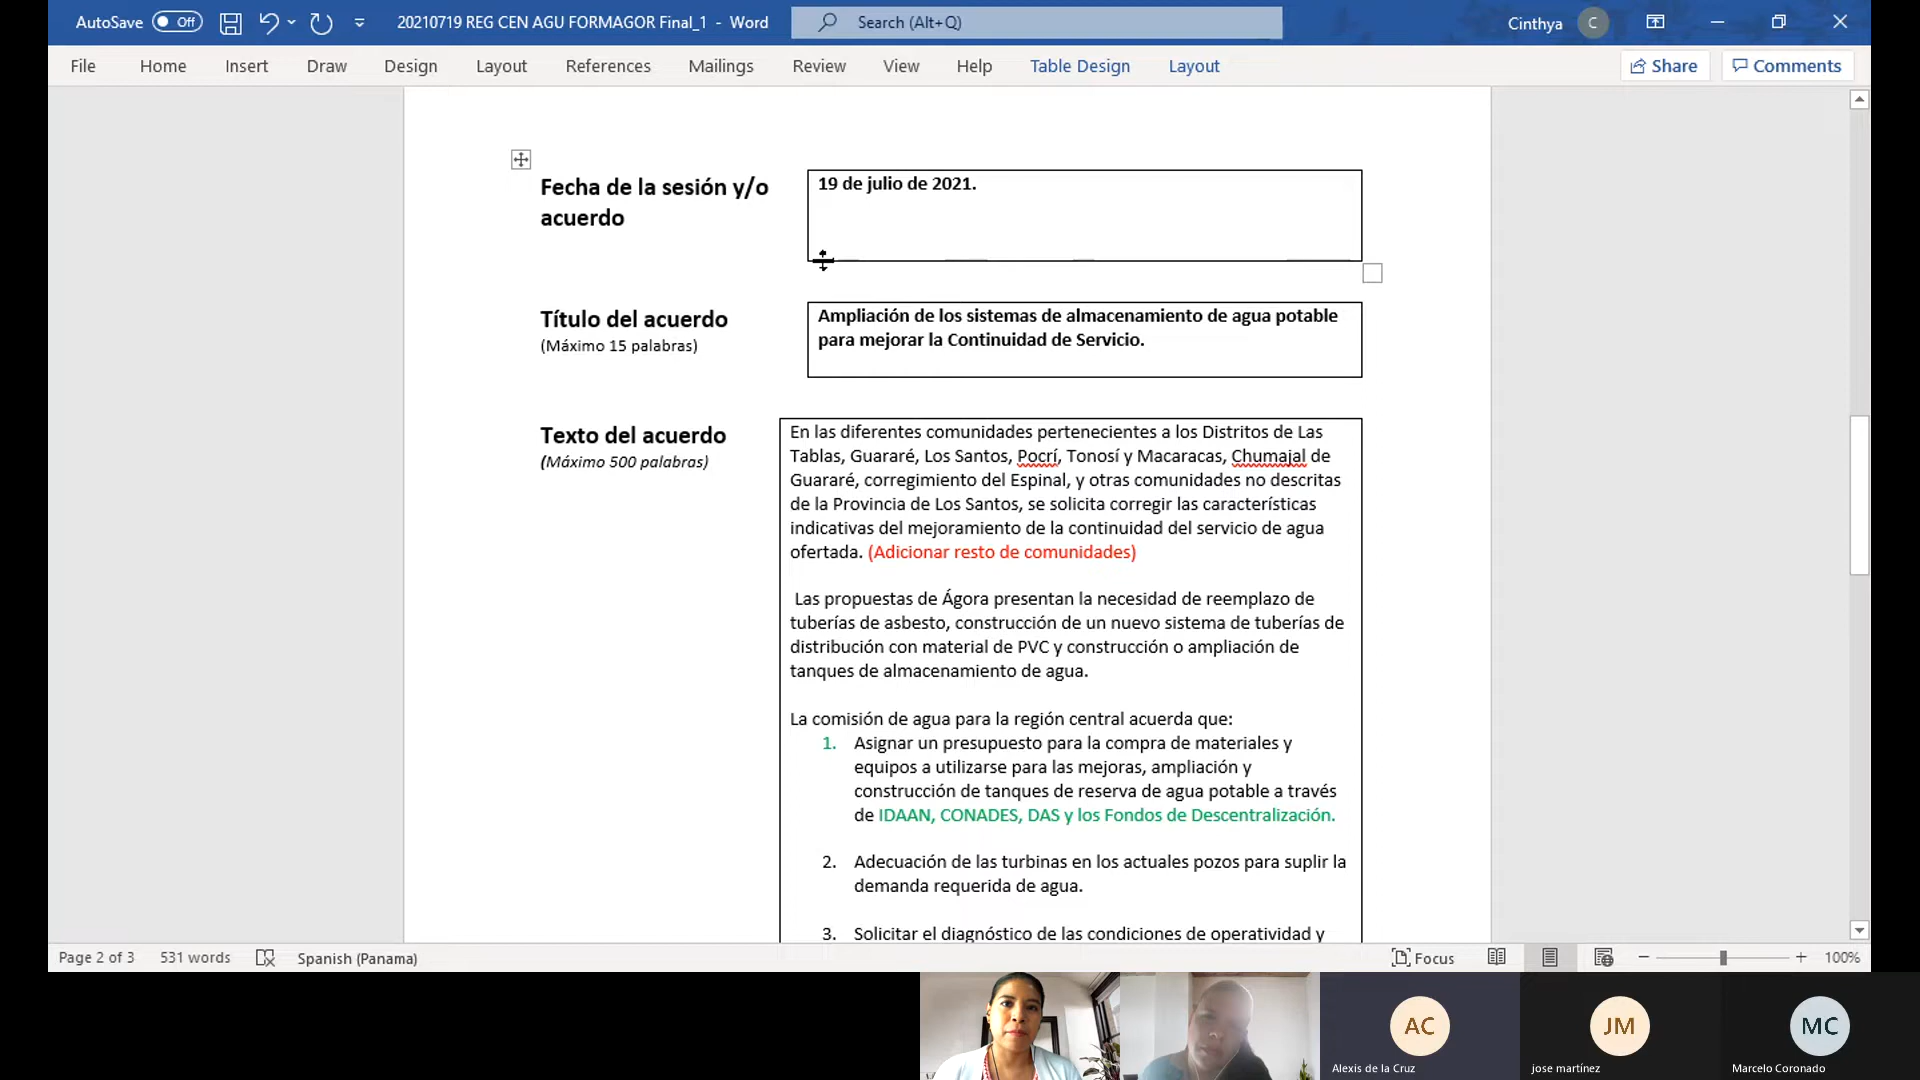 AutoSave Off 20210719 REG CEN AGU FORMAGOR Final_1 - Word Search (Alt+Q) Cinthya C
File Home Insert Draw Design Layout References Mailings Review View Help Table Design Layout Share Comments
Fecha de la sesión y/o
acuerdo
19 de julio de 2021.
Título del acuerdo
(Máximo 15 palabras)
Ampliación de los sistemas de almacenamiento de agua potable
para mejorar la Continuidad de Servicio.
Texto del acuerdo
(Máximo 500 palabras)
En las diferentes comunidades pertenecientes a los Distritos de Las
Tablas, Guararé, Los Santos, Pocrí, Tonosí y Macaracas, Chumajal de
Guararé, corregimiento del Espinal, y otras comunidades no descritas
de la Provincia de Los Santos, se solicita corregir las características
indicativas del mejoramiento de la continuidad del servicio de agua
ofertada. (Adicionar resto de comunidades)
Las propuestas de Ágora presentan la necesidad de reemplazo de
tuberías de asbesto, construcción de un nuevo sistema de tuberías de
distribución con material de PVC y construcción o ampliación de
tanques de almacenamiento de agua.
La comisión de agua para la región central acuerda que:
1. Asignar un presupuesto para la compra de materiales y
equipos a utilizarse para las mejoras, ampliación y
construcción de tanques de reserva de agua potable a través
de IDAAN, CONADES, DAS y los Fondos de Descentralización.
2. Adecuación de las turbinas en los actuales pozos para suplir la
demanda requerida de agua.
3. Solicitar el diagnóstico de las condiciones de operatividad y
Page 2 of 3 531 words Spanish (Panama) Focus 100%
AC JM MC
Alexis de la Cruz jose martínez Marcelo Coronado